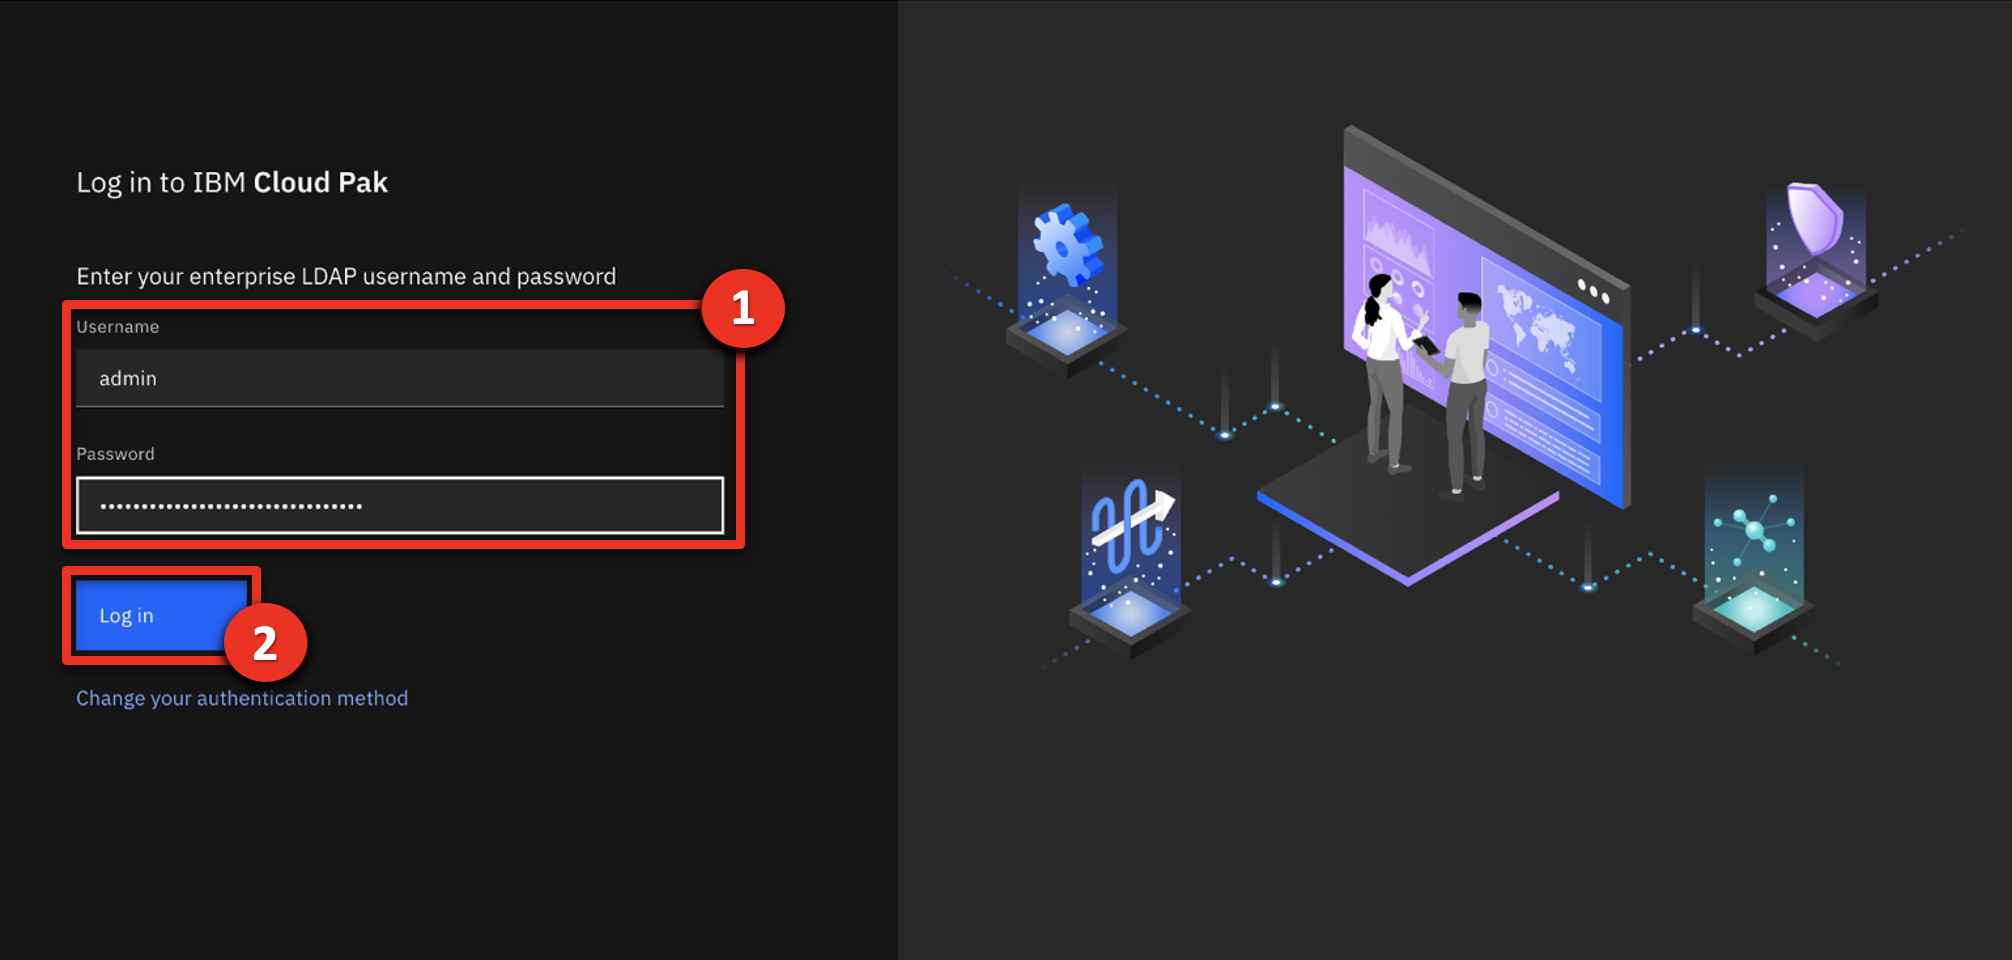 Log in to IBM Cloud Pak
Enter your enterprise LDAP username and password
1
Username
admin
Password
••••••••••••••••••••••••••••••••
Log in
2
Change your authentication method